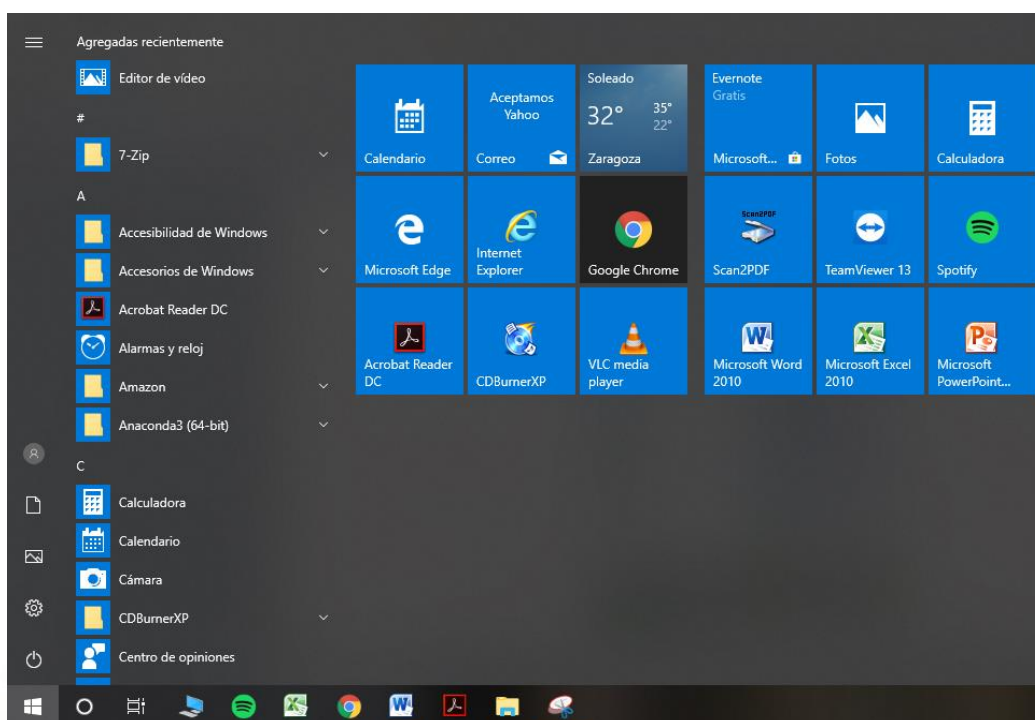 Agregadas recientemente
Editor de vídeo
#
7-Zip
A
Accesibilidad de Windows
Accesorios de Windows
Acrobat Reader DC
Alarmas y reloj
Amazon
Anaconda3 (64-bit)
C
Calculadora
Calendario
Cámara
CDBurnerXP
Centro de opiniones
Calendario
Aceptamos
Yahoo
Correo
Soleado
32°
35°
22°
Zaragoza
Evernote
Gratis
Microsoft...
Fotos
Calculadora
Microsoft Edge
Internet
Explorer
Google Chrome
Scan2PDF
Scan2PDF
TeamViewer 13
Spotify
Acrobat Reader
DC
CDBurnerXP
VLC media
player
Microsoft Word
2010
Microsoft Excel
2010
Microsoft
PowerPoint...